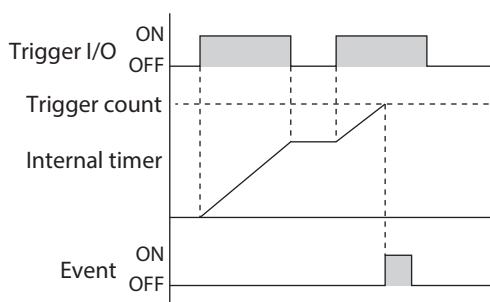 ON
Trigger I/O
OFF
Trigger count
Internal timer
ON
Event
OFF